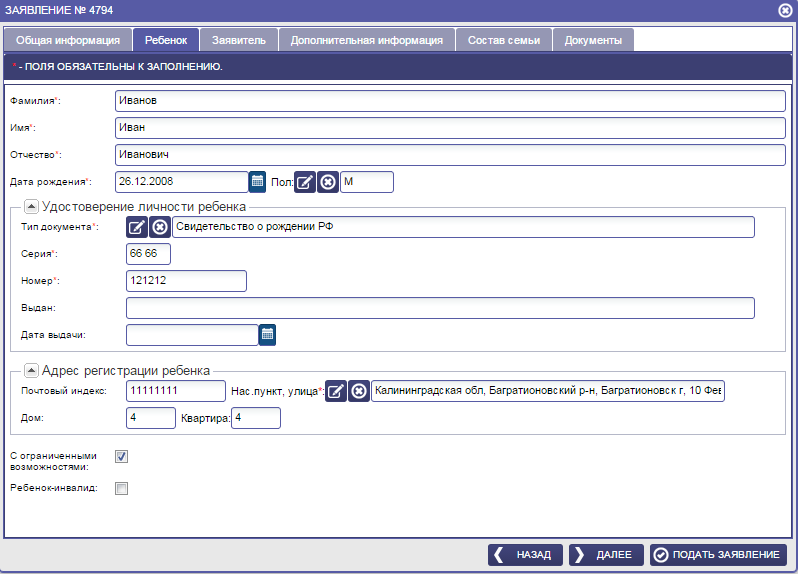 ЗАЯВЛЕНИЕ № 4794
Общая информация Ребенок Заявитель Дополнительная информация Состав семьи Документы
* - ПОЛЯ ОБЯЗАТЕЛЬНЫ К ЗАПОЛНЕНИЮ.
Фамилия*: Иванов
Имя*: Иван
Отчество*: Иванович
Дата рождения*: 26.12.2008 Пол: М
Удостоверение личности ребенка
Тип документа*: Свидетельство о рождении РФ
Серия*: 66 66
Номер*: 121212
Выдан:
Дата выдачи:
Адрес регистрации ребенка
Почтовый индекс: 11111111 Нас.пункт, улица*: Калининградская обл, Багратионовский р-н, Багратионовск г, 10 Фев
Дом: 4 Квартира: 4
С ограниченными
возможностями:
Ребенок-инвалид:
НАЗАД ДАЛЕЕ ПОДАТЬ ЗАЯВЛЕНИЕ